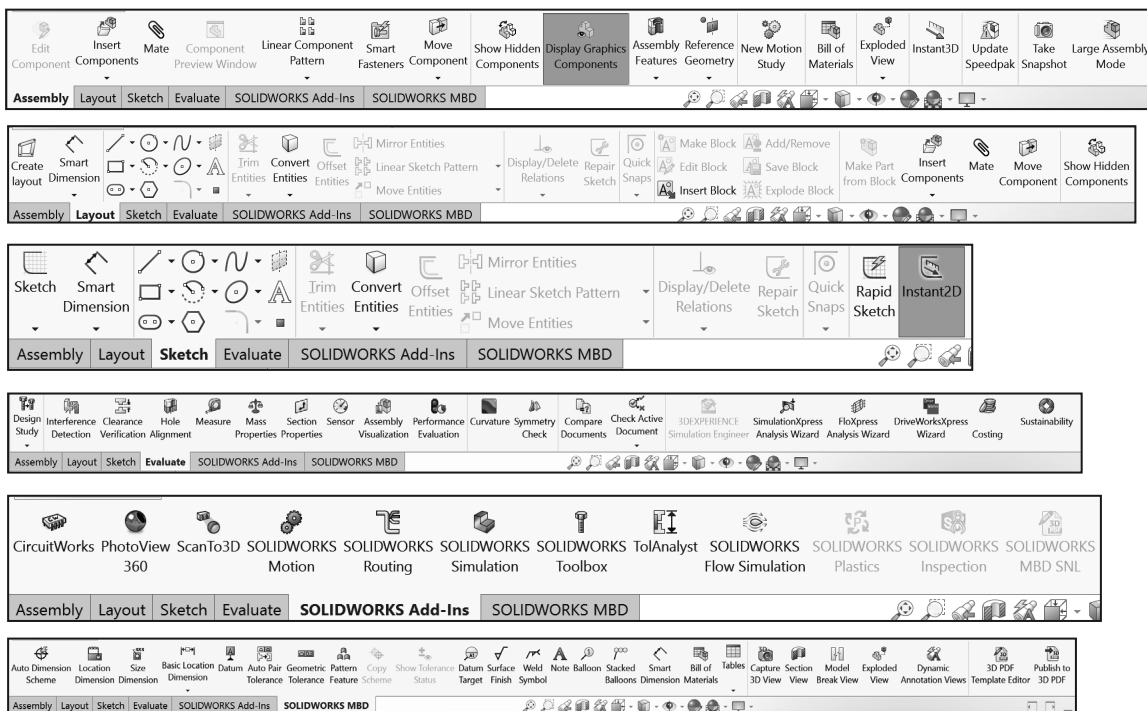 Edit Component
Insert Components
Mate
Component Preview Window
Linear Component Pattern
Smart Fasteners
Move Component
Show Hidden Components
Display Graphics Components
Assembly Features
Reference Geometry
New Motion Study
Bill of Materials
Exploded View
Instant3D
Update Speedpak
Take Snapshot
Large Assembly Mode
Assembly Layout Sketch Evaluate SOLIDWORKS Add-Ins SOLIDWORKS MBD
Create layout
Smart Dimension
Trim Entities
Convert Entities
Offset Entities
Mirror Entities
Linear Sketch Pattern
Move Entities
Display/Delete Relations
Repair Sketch
Quick Snaps
Make Block
Edit Block
Insert Block
Add/Remove
Save Block
Explode Block
Make Part from Block
Insert Components
Mate
Move Component
Show Hidden Components
Assembly Layout Sketch Evaluate SOLIDWORKS Add-Ins SOLIDWORKS MBD
Sketch
Smart Dimension
Trim Entities
Convert Entities
Offset Entities
Mirror Entities
Linear Sketch Pattern
Move Entities
Display/Delete Relations
Repair Sketch
Quick Snaps
Rapid Sketch
Instant2D
Assembly Layout Sketch Evaluate SOLIDWORKS Add-Ins SOLIDWORKS MBD
Design Study
Interference Detection
Clearance Verification
Hole Alignment
Measure
Mass Properties
Section Properties
Sensor
Assembly Visualization
Performance Evaluation
Curvature
Symmetry Check
Compare Documents
Check Active Document
3DEXPERIENCE Simulation Engineer
SimulationXpress Analysis Wizard
FloXpress Analysis Wizard
DriveWorksXpress Wizard
Costing
Sustainability
Assembly Layout Sketch Evaluate SOLIDWORKS Add-Ins SOLIDWORKS MBD
CircuitWorks
PhotoView 360
ScanTo3D
SOLIDWORKS Motion
SOLIDWORKS Routing
SOLIDWORKS Simulation
SOLIDWORKS Toolbox
TolAnalyst
SOLIDWORKS Flow Simulation
SOLIDWORKS Plastics
SOLIDWORKS Inspection
SOLIDWORKS MBD SNL
Assembly Layout Sketch Evaluate SOLIDWORKS Add-Ins SOLIDWORKS MBD
Auto Dimension Scheme
Location Dimension
Size Dimension
Basic Location Dimension
Datum
Auto Pair Tolerance
Geometric Tolerance
Pattern Feature
Copy Scheme
Show Tolerance Status
Datum Target
Surface Finish
Weld Symbol
Note
Balloon
Stacked Balloons
Smart Dimension
Bill of Materials
Tables
Capture 3D View
Section View
Model Break View
Exploded View
Dynamic Annotation Views
3D PDF Template Editor
Publish to 3D PDF
Assembly Layout Sketch Evaluate SOLIDWORKS Add-Ins SOLIDWORKS MBD